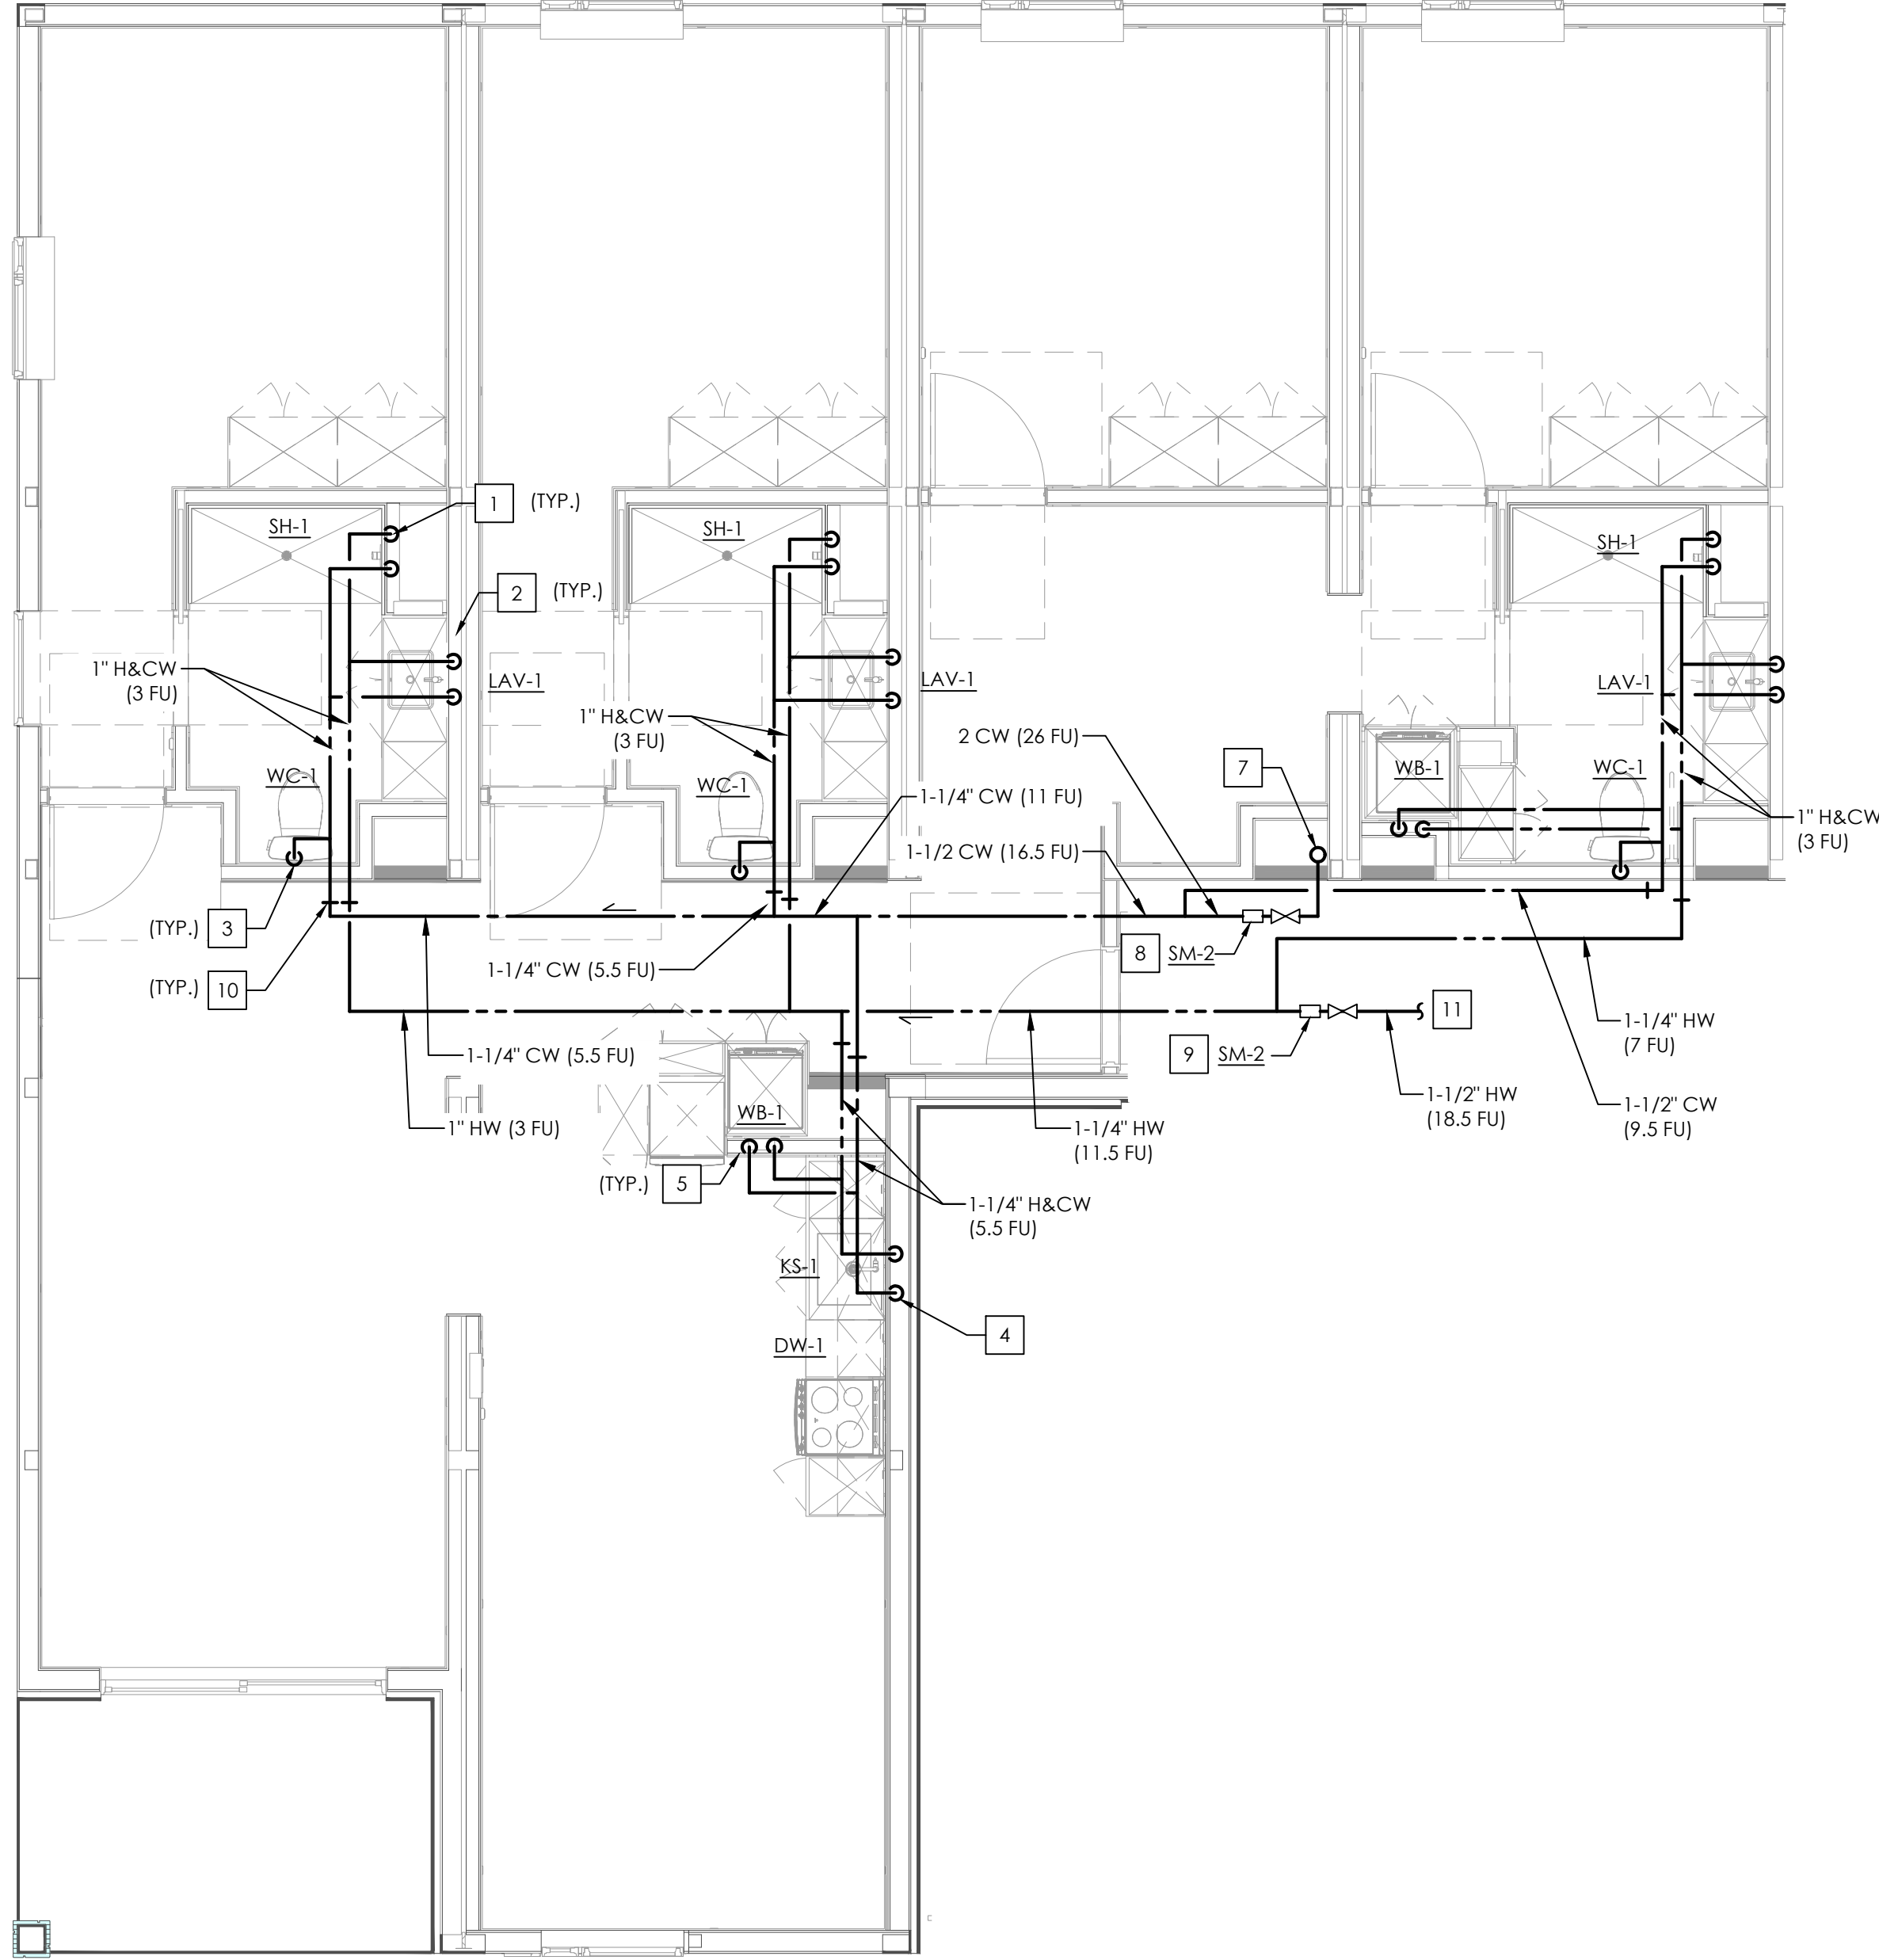 1 (TYP.)
SH-1
SH-1
SH-1
2 (TYP.)
1" H&CW
(3 FU)
LAV-1
LAV-1
LAV-1
1" H&CW
(3 FU)
2 CW (26 FU)
7
WC-1
WC-1
WB-1
WC-1
1-1/4" CW (11 FU)
1" H&CW
(3 FU)
1-1/2 CW (16.5 FU)
(TYP.) 3
8 SM-2
1-1/4" CW (5.5 FU)
(TYP.) 10
11
1-1/4" HW
(7 FU)
1-1/4" CW (5.5 FU)
9 SM-2
1-1/2" HW
(18.5 FU)
1-1/2" CW
(9.5 FU)
WB-1
1" HW (3 FU)
1-1/4" HW
(11.5 FU)
(TYP.) 5
1-1/4" H&CW
(5.5 FU)
KS-1
4
DW-1